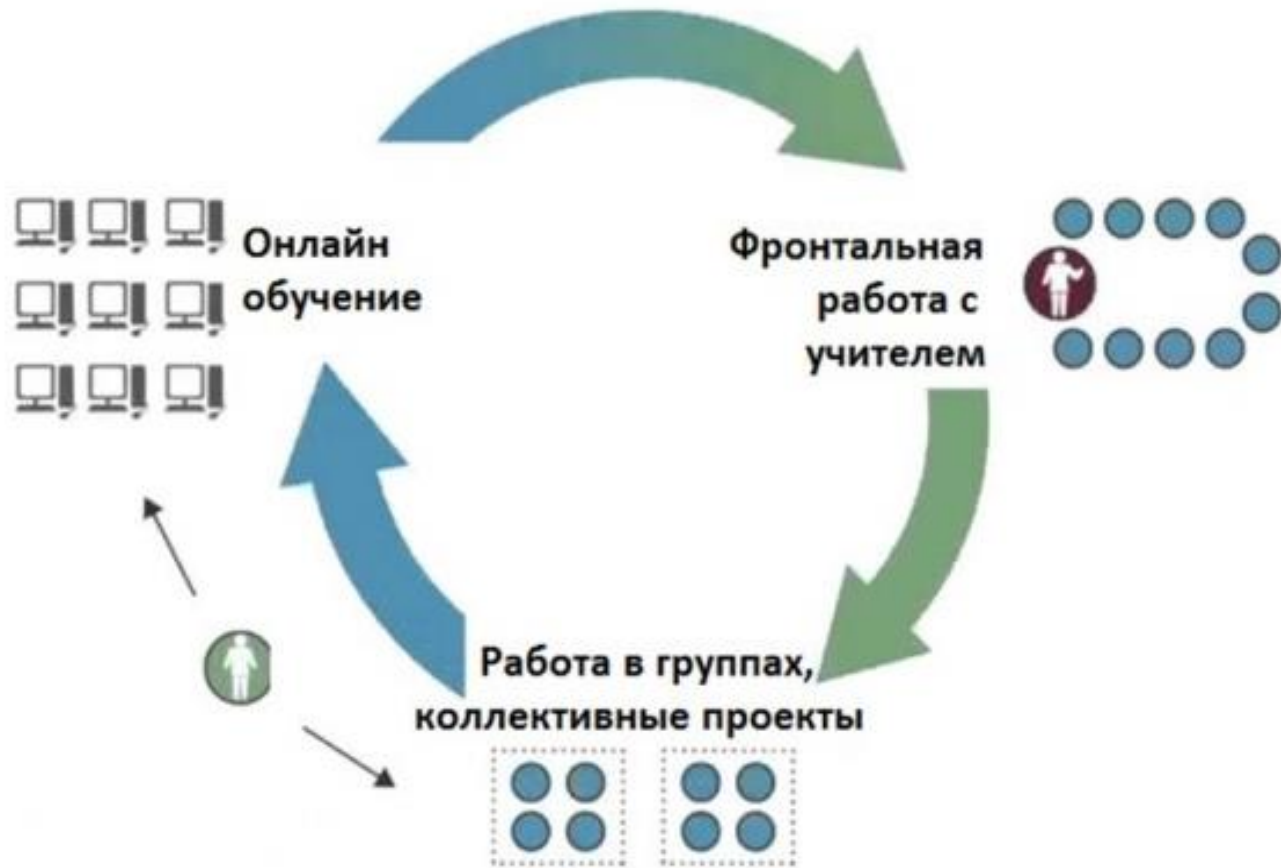 Онлайн
обучение
Фронтальная
работа с
учителем
Работа в группах,
коллективные проекты